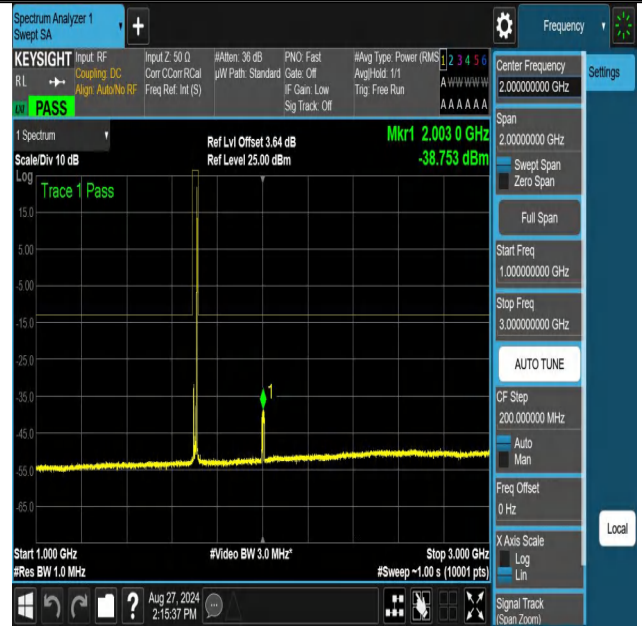 Spectrum Analyzer 1
Swept SA
+
Frequency
KEYSIGHT
RL
PASS
Input: RF
Coupling: DC
Align: Auto/No RF
Input Z: 50 Ω
Corr CCorr RCal
Freq Ref: Int (S)
#Atten: 36 dB
µW Path: Standard
PNO: Fast
Gate: Off
IF Gain: Low
Sig Track: Off
#Avg Type: Power (RMS
Avg|Hold: 1/1
Trig: Free Run
1 2 3 4 5 6
A W W W W W
A A A A A A
Center Frequency
2.000000000 GHz
Settings
Span
2.00000000 GHz
Swept Span
Zero Span
Full Span
Start Freq
1.000000000 GHz
Stop Freq
3.000000000 GHz
AUTO TUNE
CF Step
200.000000 MHz
Auto
Man
Freq Offset
0 Hz
X Axis Scale
Log
Lin
Signal Track
(Span Zoom)
Local
1 Spectrum
Scale/Div 10 dB
Ref Lvl Offset 3.64 dB
Ref Level 25.00 dBm
Mkr1 2.003 0 GHz
-38.753 dBm
Log
Trace 1 Pass
15.0
5.00
-5.00
-15.0
-25.0
-35.0
-45.0
-55.0
-65.0
1
Start 1.000 GHz
#Res BW 1.0 MHz
#Video BW 3.0 MHz*
Stop 3.000 GHz
#Sweep ~1.00 s (10001 pts)
?
Aug 27, 2024
2:15:37 PM